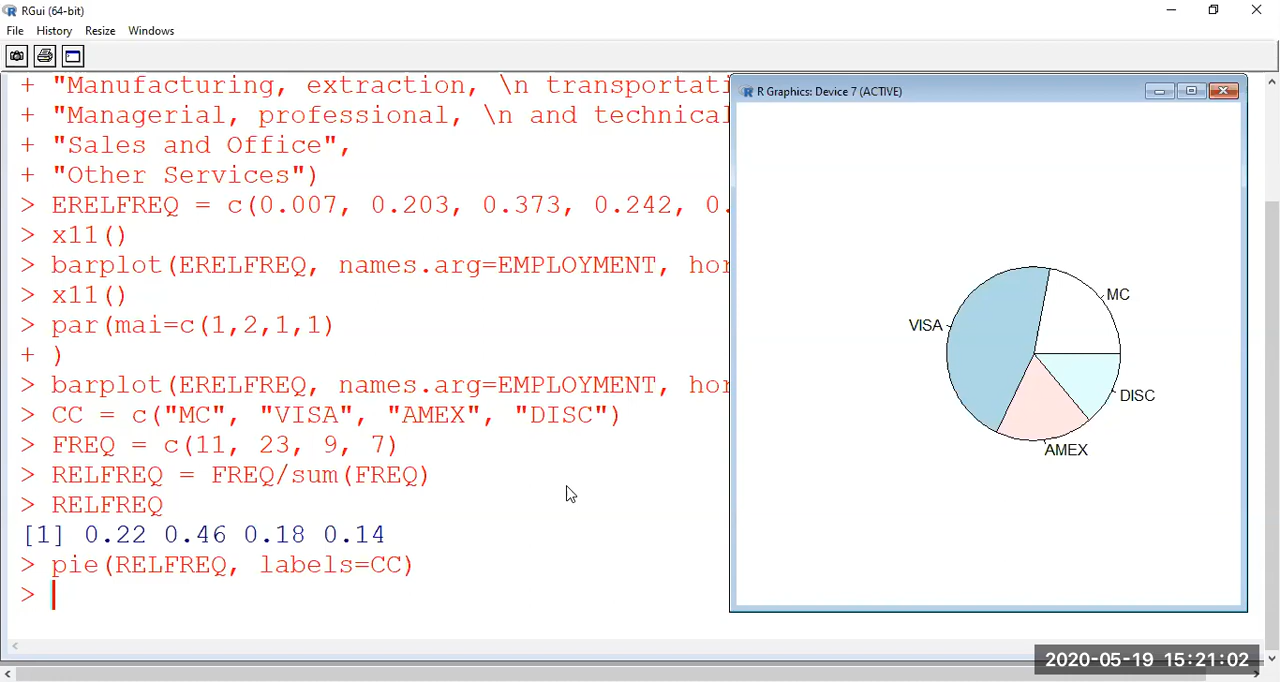 RGui (64-bit)
File History Resize Windows
+ "Manufacturing, extraction, \n transportati
+ "Managerial, professional, \n and technical
+ "Sales and Office",
+ "Other Services")
> ERELFREQ = c(0.007, 0.203, 0.373, 0.242, 0.
> x11()
> barplot(ERELFREQ, names.arg=EMPLOYMENT, hor
> x11()
> par(mai=c(1,2,1,1)
+ )
> barplot(ERELFREQ, names.arg=EMPLOYMENT, hor
> CC = c("MC", "VISA", "AMEX", "DISC")
> FREQ = c(11, 23, 9, 7)
> RELFREQ = FREQ/sum(FREQ)
> RELFREQ
[1] 0.22 0.46 0.18 0.14
> pie(RELFREQ, labels=CC)
>
R Graphics: Device 7 (ACTIVE)
MC
VISA
DISC
AMEX
2020-05-19 15:21:02